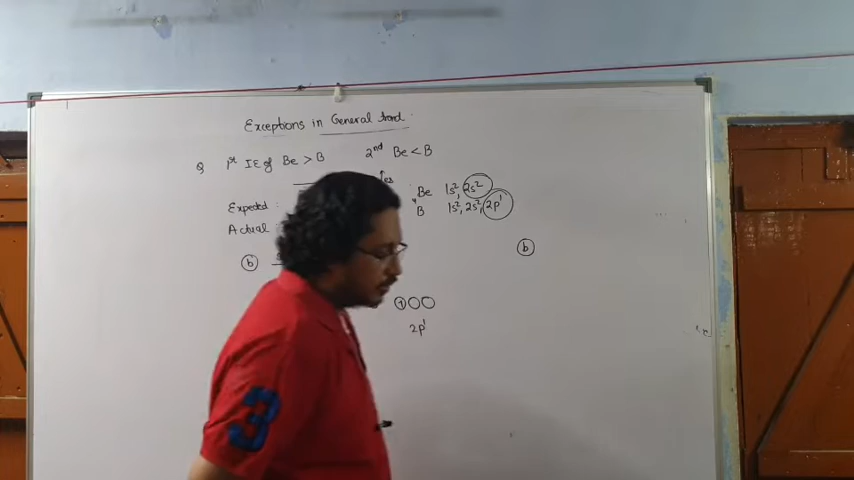 Exceptions in General trend.
Q 1st IE of Be > B 2nd Be < B
Expected:
Actual
Be 1s², 2s²
B 1s², 2s², 2p¹
b
b
2p¹
23